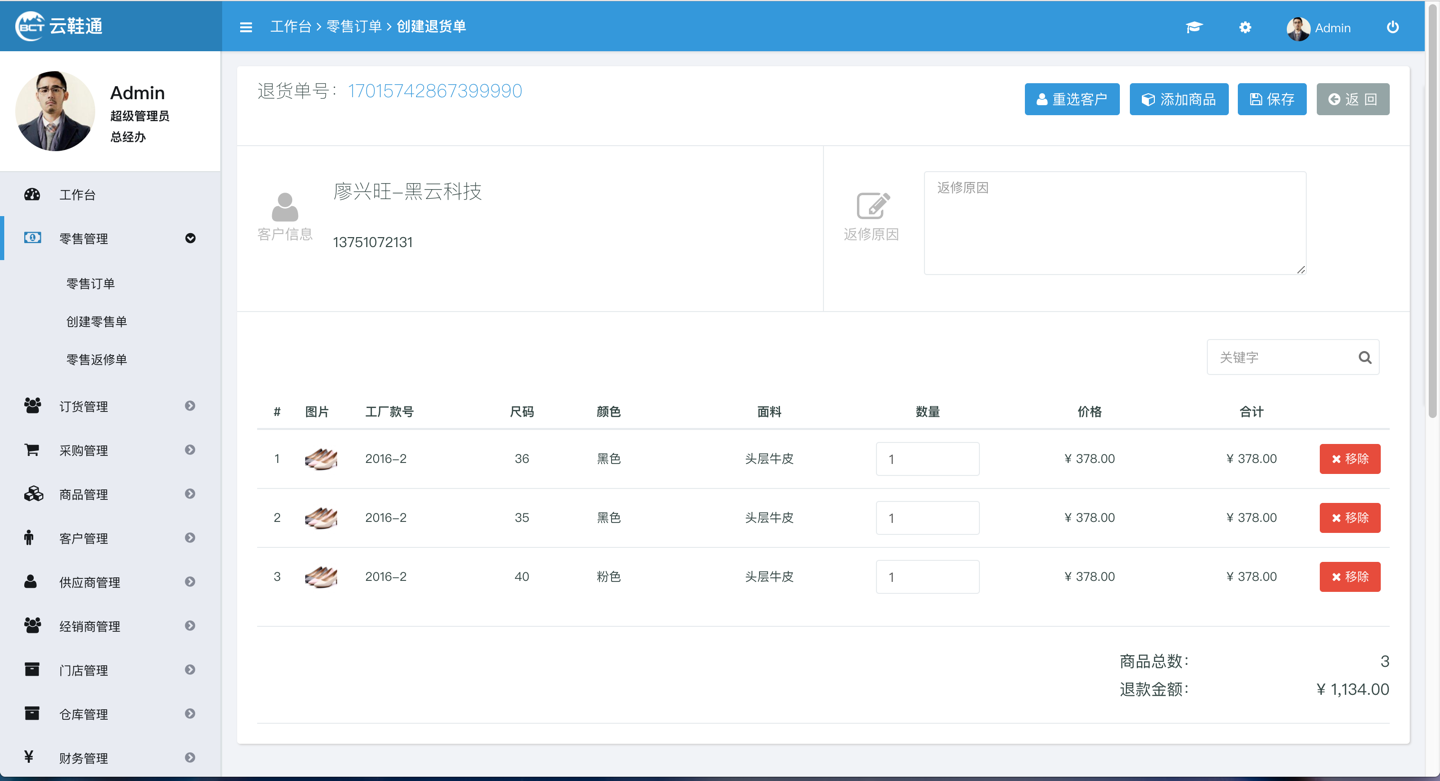 BCT 云鞋通
工作台 > 零售订单 > 创建退货单
Admin
Admin
超级管理员
总经办
工作台
零售管理
零售订单
创建零售单
零售返修单
订货管理
采购管理
商品管理
客户管理
供应商管理
经销商管理
门店管理
仓库管理
¥ 财务管理
退货单号: 17015742867399990
重选客户 添加商品 保存 返 回
客户信息
廖兴旺-黑云科技
13751072131
返修原因
返修原因
关键字
# 图片 工厂款号 尺码 颜色 面料 数量 价格 合计
1 2016-2 36 黑色 头层牛皮 1 ¥ 378.00 ¥ 378.00 移除
2 2016-2 35 黑色 头层牛皮 1 ¥ 378.00 ¥ 378.00 移除
3 2016-2 40 粉色 头层牛皮 1 ¥ 378.00 ¥ 378.00 移除
商品总数: 3
退款金额: ¥ 1,134.00